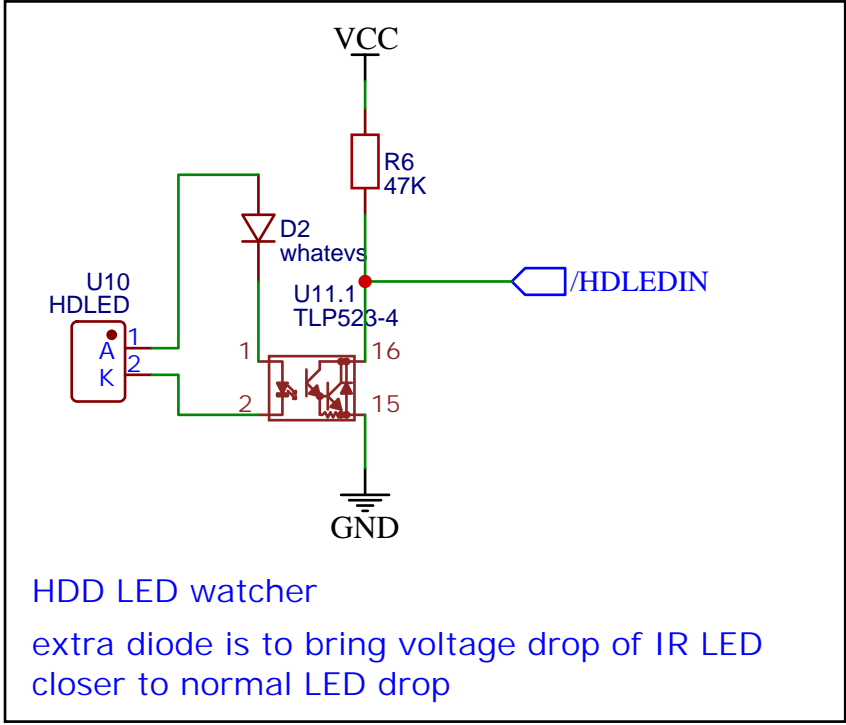 VCC
R6
47K
D2
whatevs
/HDLEDIN
U10
HDLED
U11.1
TLP523-4
A 1
K 2
1
16
2
15
GND
HDD LED watcher
extra diode is to bring voltage drop of IR LED
closer to normal LED drop